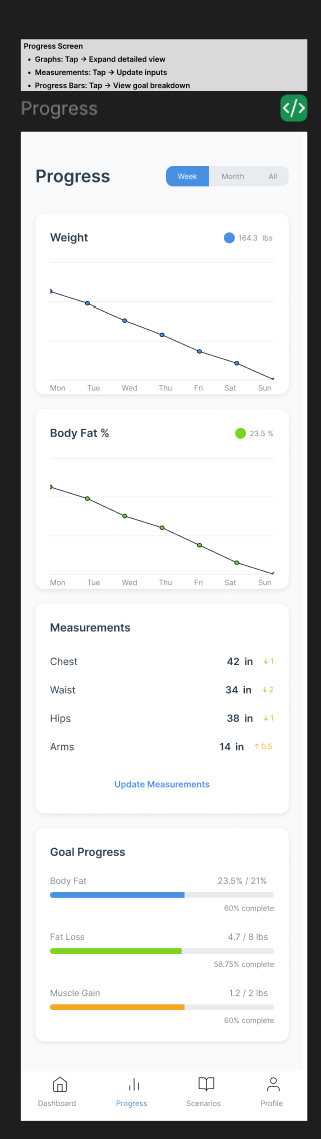 Progress Screen
• Graphs: Tap → Expand detailed view
• Measurements: Tap → Update inputs
• Progress Bars: Tap → View goal breakdown
Progress
</>
Progress
Week Month All
Weight 164.3 lbs
Mon Tue Wed Thu Fri Sat Sun
Body Fat % 23.5 %
Mon Tue Wed Thu Fri Sat Sun
Measurements
Chest 42 in ↓ 1
Waist 34 in ↓ 2
Hips 38 in ↓ 1
Arms 14 in ↑ 0.5
Update Measurements
Goal Progress
Body Fat 23.5% / 21%
60% complete
Fat Loss 4.7 / 8 lbs
58.75% complete
Muscle Gain 1.2 / 2 lbs
60% complete
Dashboard Progress Scenarios Profile